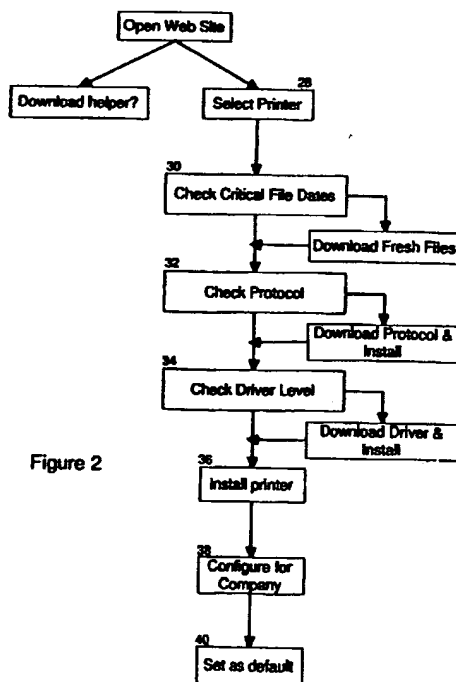 Open Web Site
Download helper?
28
Select Printer
30
Check Critical File Dates
Download Fresh Files
32
Check Protocol
Download Protocol &
Install
34
Check Driver Level
Download Driver &
Install
Figure 2
36
Install printer
38
Configure for
Company
40
Set as default